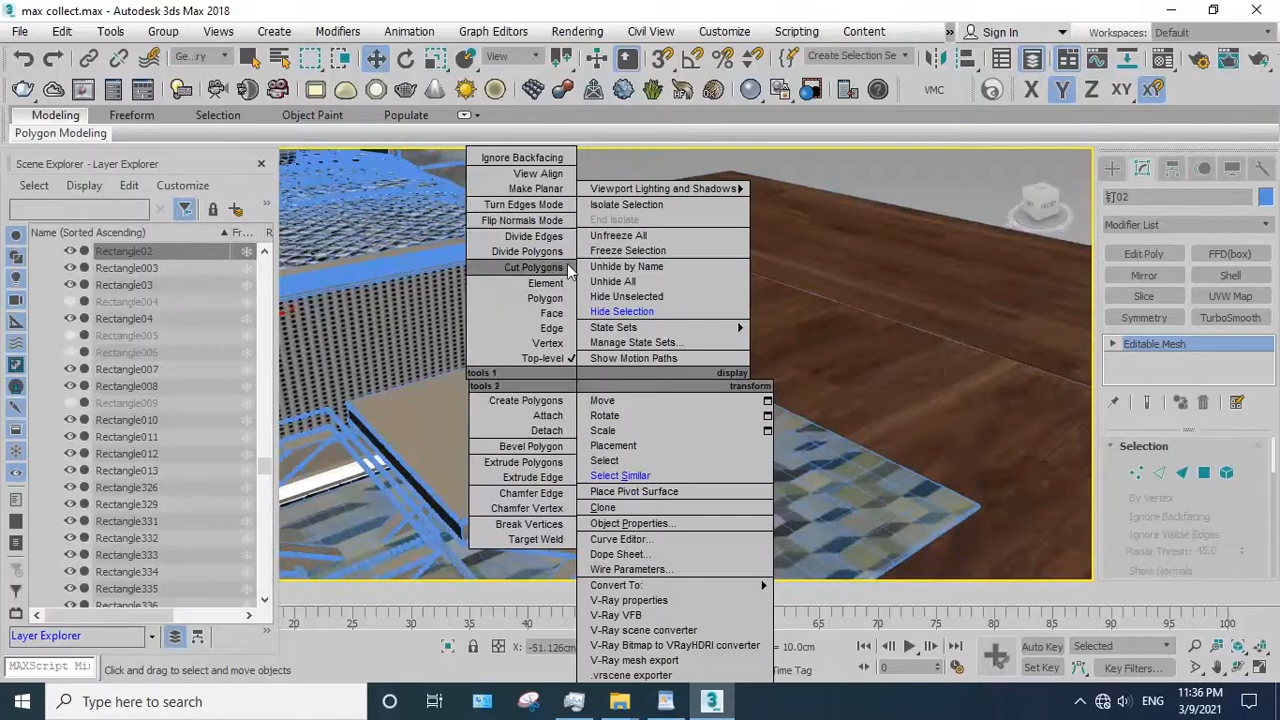 max collect.max - Autodesk 3ds Max 2018
File
Edit
Tools
Group
Views
Create
Modifiers
Animation
Graph Editors
Rendering
Civil View
Customize
Scripting
Content
»
Sign In
Workspaces: Default
Ge...ry
View
Create Selection Se
VMC
X
Y
Z
XY
XY
Modeling
Freeform
Selection
Object Paint
Populate
Polygon Modeling
Scene Explorer - Layer Explorer
Select
Display
Edit
Customize
Name (Sorted Ascending)
▲ Fr...
Rectangle02
Rectangle003
Rectangle03
Rectangle004
Rectangle04
Rectangle005
Rectangle006
Rectangle007
Rectangle008
Rectangle010
Rectangle011
Rectangle012
Rectangle013
Rectangle326
Rectangle331
Rectangle332
Rectangle333
Rectangle334
Rectangle335
Rectangle336
Layer Explorer
MAXScript Mi
Click and drag to select and move objects
Ignore Backfacing
View Align
Make Planar
Turn Edges Mode
Flip Normals Mode
Divide Edges
Divide Polygons
Cut Polygons
Element
Polygon
Face
Edge
Vertex
Top-level ✓
tools 1
tools 2
Create Polygons
Attach
Detach
Bevel Polygon
Extrude Polygons
Extrude Edge
Chamfer Edge
Chamfer Vertex
Break Vertices
Target Weld
Viewport Lighting and Shadows
Isolate Selection
End Isolate
Unfreeze All
Freeze Selection
Unhide by Name
Unhide All
Hide Unselected
Hide Selection
State Sets
Manage State Sets...
Show Motion Paths
display
transform
Move
Rotate
Scale
Placement
Select
Select Similar
Place Pivot Surface
Clone
Object Properties...
Curve Editor...
Dope Sheet...
Wire Parameters...
Convert To:
V-Ray properties
V-Ray VFB
V-Ray scene converter
V-Ray Bitmap to VRayHDRI converter
V-Ray mesh export
.vrscene exporter
Modifier List
Edit Poly
FFD(box)
Mirror
Shell
Slice
UVW Map
Symmetry
TurboSmooth
Editable Mesh
Selection
By Vertex
Ignore Backfacing
Ignore Visible Edges
Planar Thresh: 45.0
Show Normals
20
25
30
35
40
65
70
75
80
85
90
95
100
X: -51.126cm
= 10.0cm
Time Tag
0
Auto Key
Selected
Set Key
Key Filters...
Type here to search
ENG
11:36 PM
3/9/2021